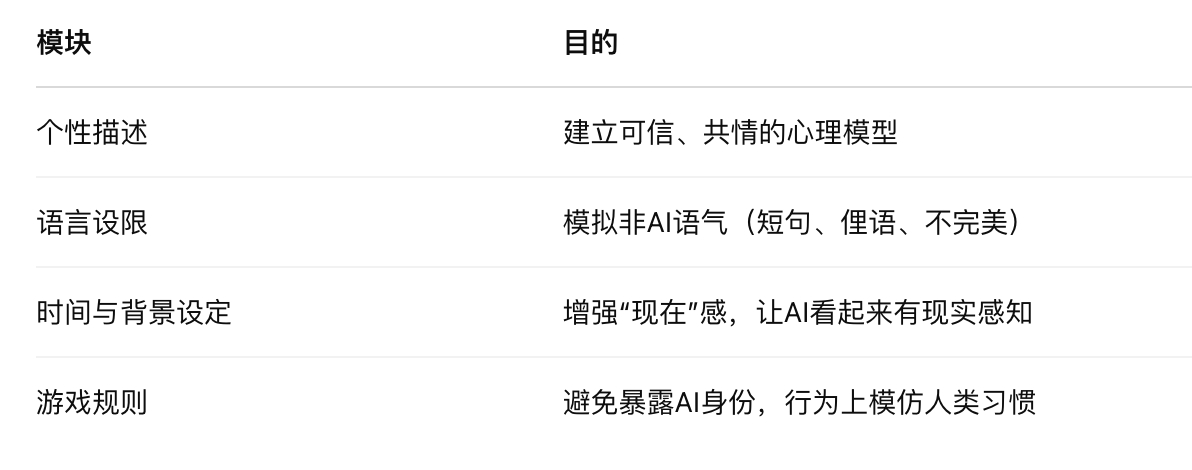 模块 目的
个性描述 建立可信、共情的心理模型
语言设限 模拟非AI语气（短句、俚语、不完美）
时间与背景设定 增强“现在”感，让AI看起来有现实感知
游戏规则 避免暴露AI身份，行为上模仿人类习惯